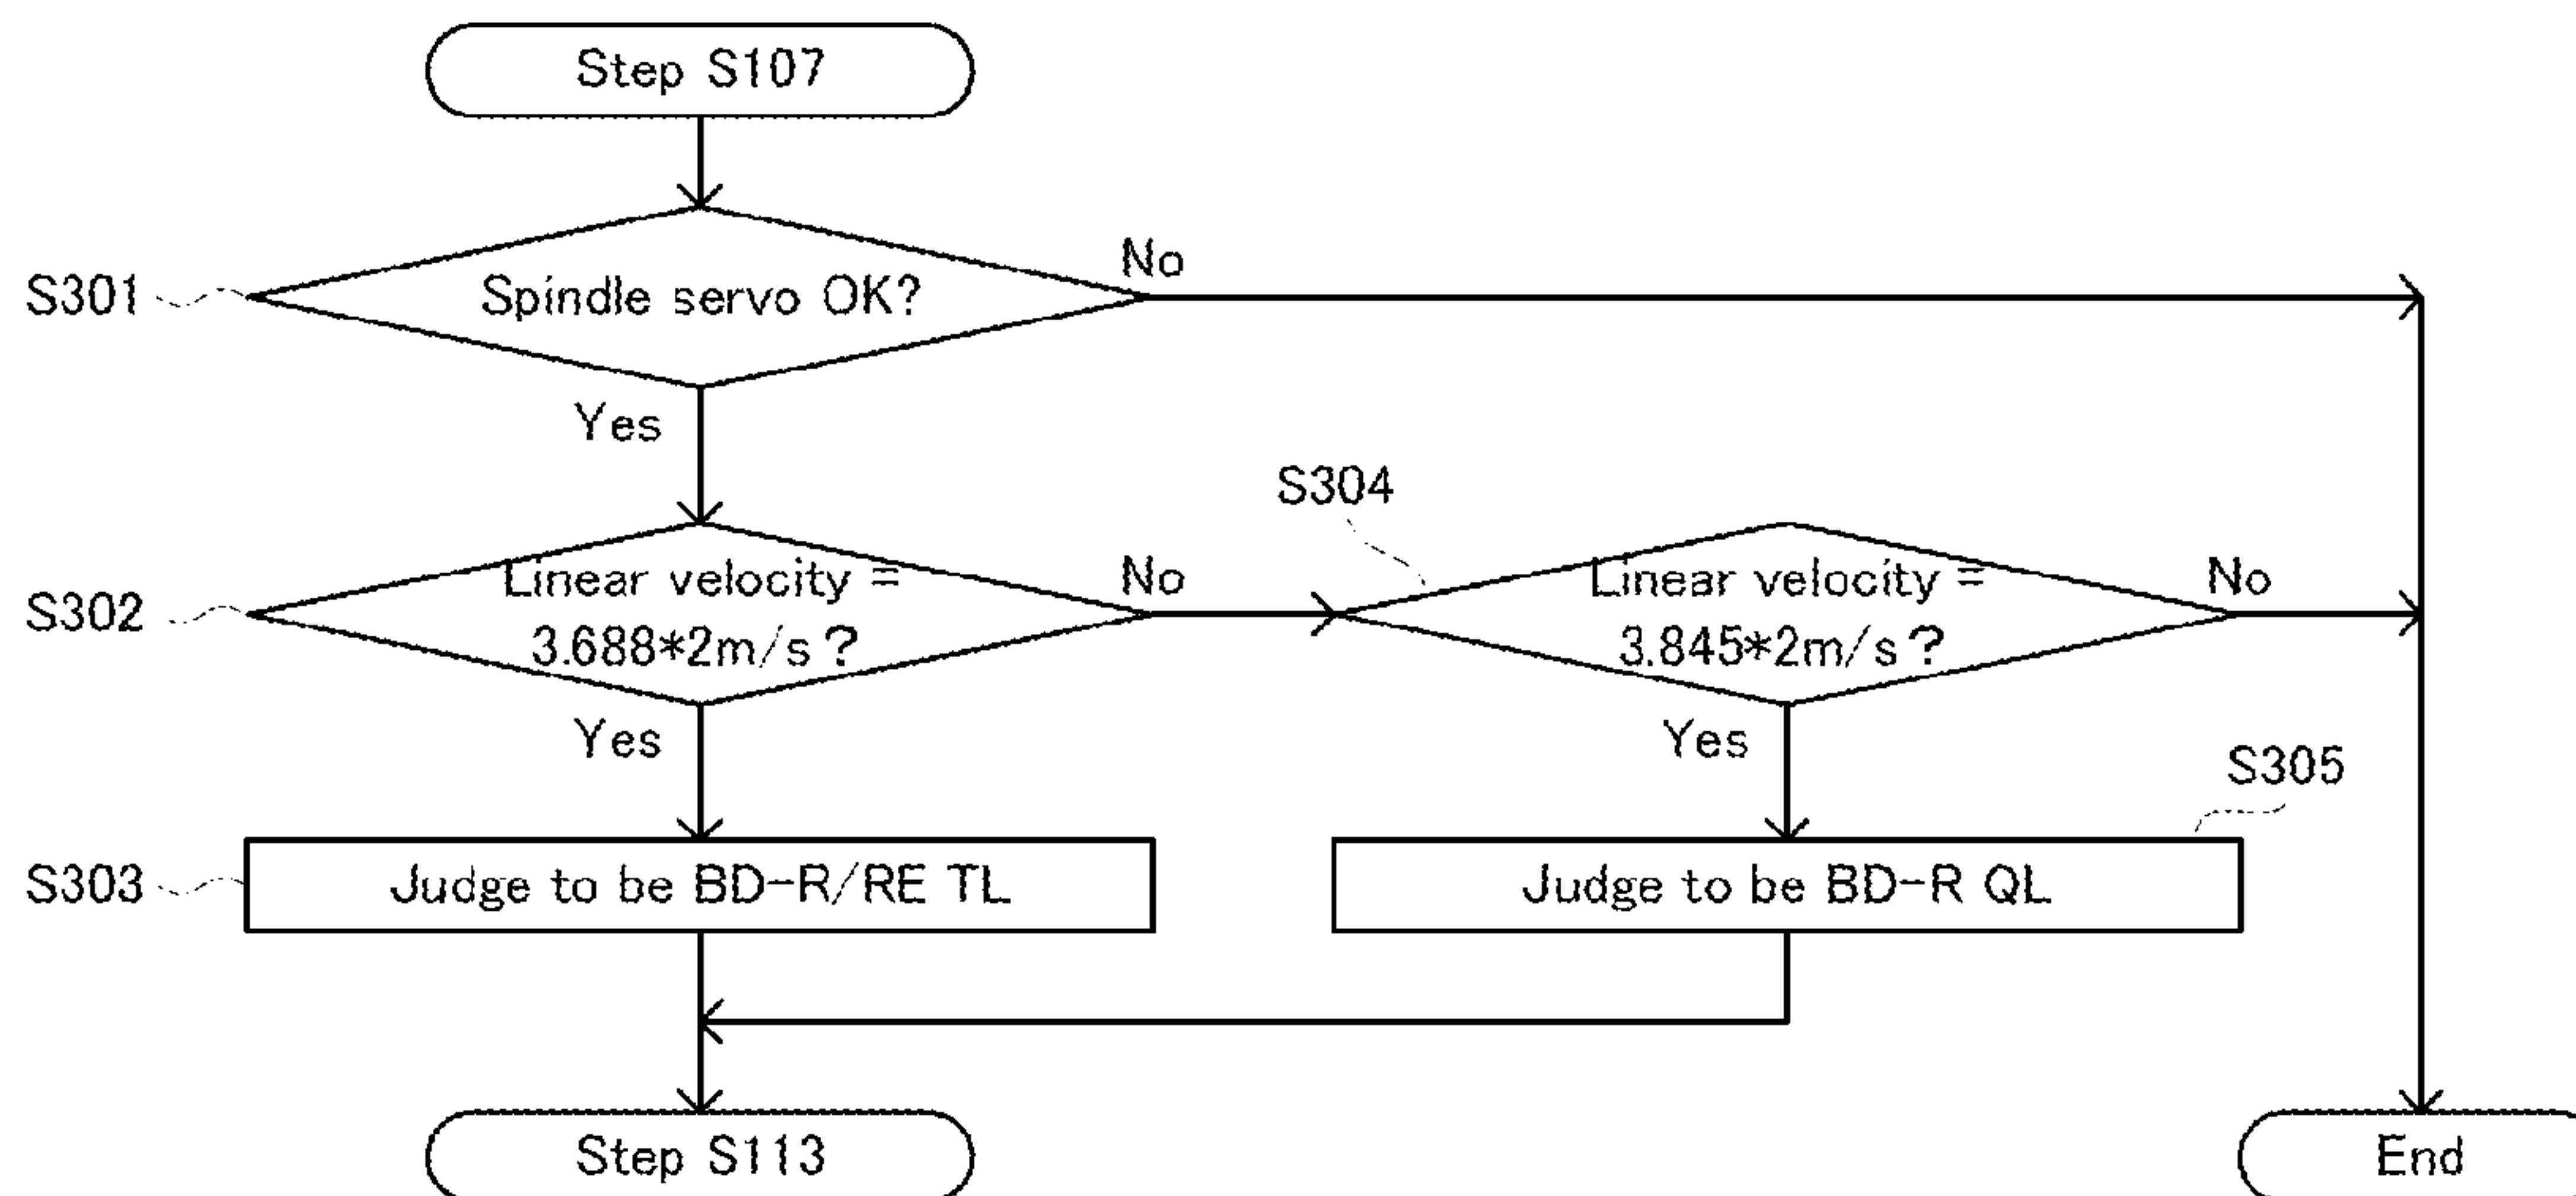 Step S107
S301
Spindle servo OK?
No
Yes
S304
S302
Linear velocity =
3.688*2m/s?
No
Linear velocity =
3.845*2m/s?
No
Yes
Yes
S305
S303
Judge to be BD-R/RE TL
Judge to be BD-R QL
Step S113
End